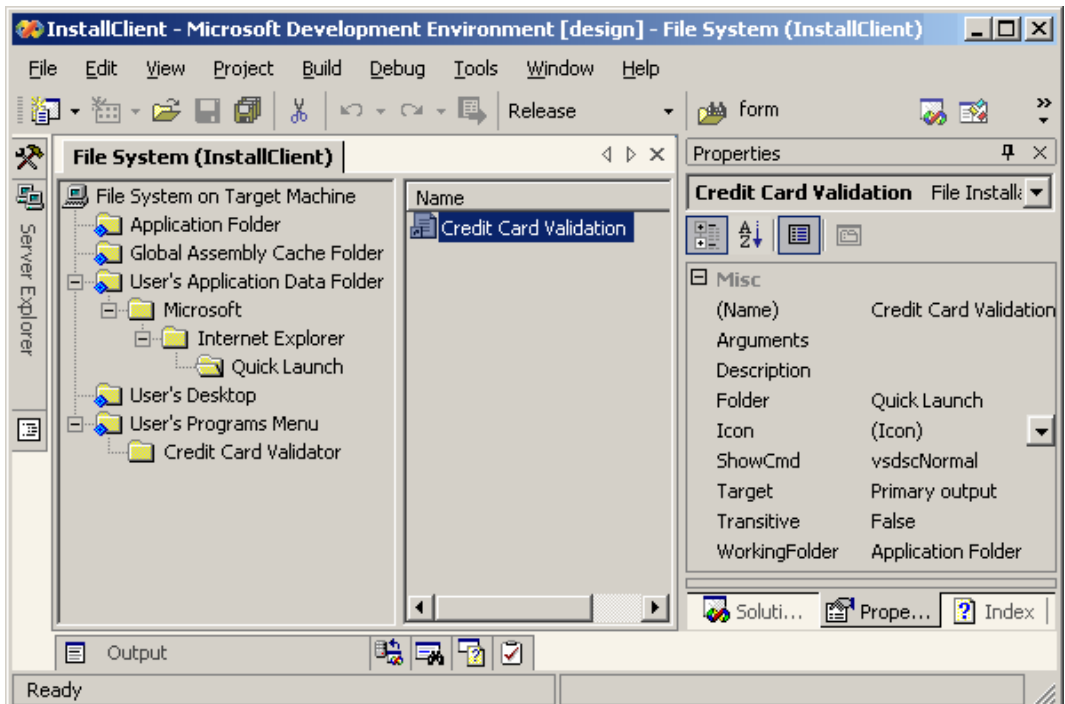 InstallClient - Microsoft Development Environment [design] - File System (InstallClient)
File Edit View Project Build Debug Tools Window Help
Release form
File System (InstallClient)
Properties
Server Explorer
File System on Target Machine
Application Folder
Global Assembly Cache Folder
User's Application Data Folder
Microsoft
Internet Explorer
Quick Launch
User's Desktop
User's Programs Menu
Credit Card Validator
Name
Credit Card Validation
Credit Card Validation File Installa
Misc
(Name) Credit Card Validation
Arguments
Description
Folder Quick Launch
Icon (Icon)
ShowCmd vsdscNormal
Target Primary output
Transitive False
WorkingFolder Application Folder
Soluti... Prope... Index
Output
Ready